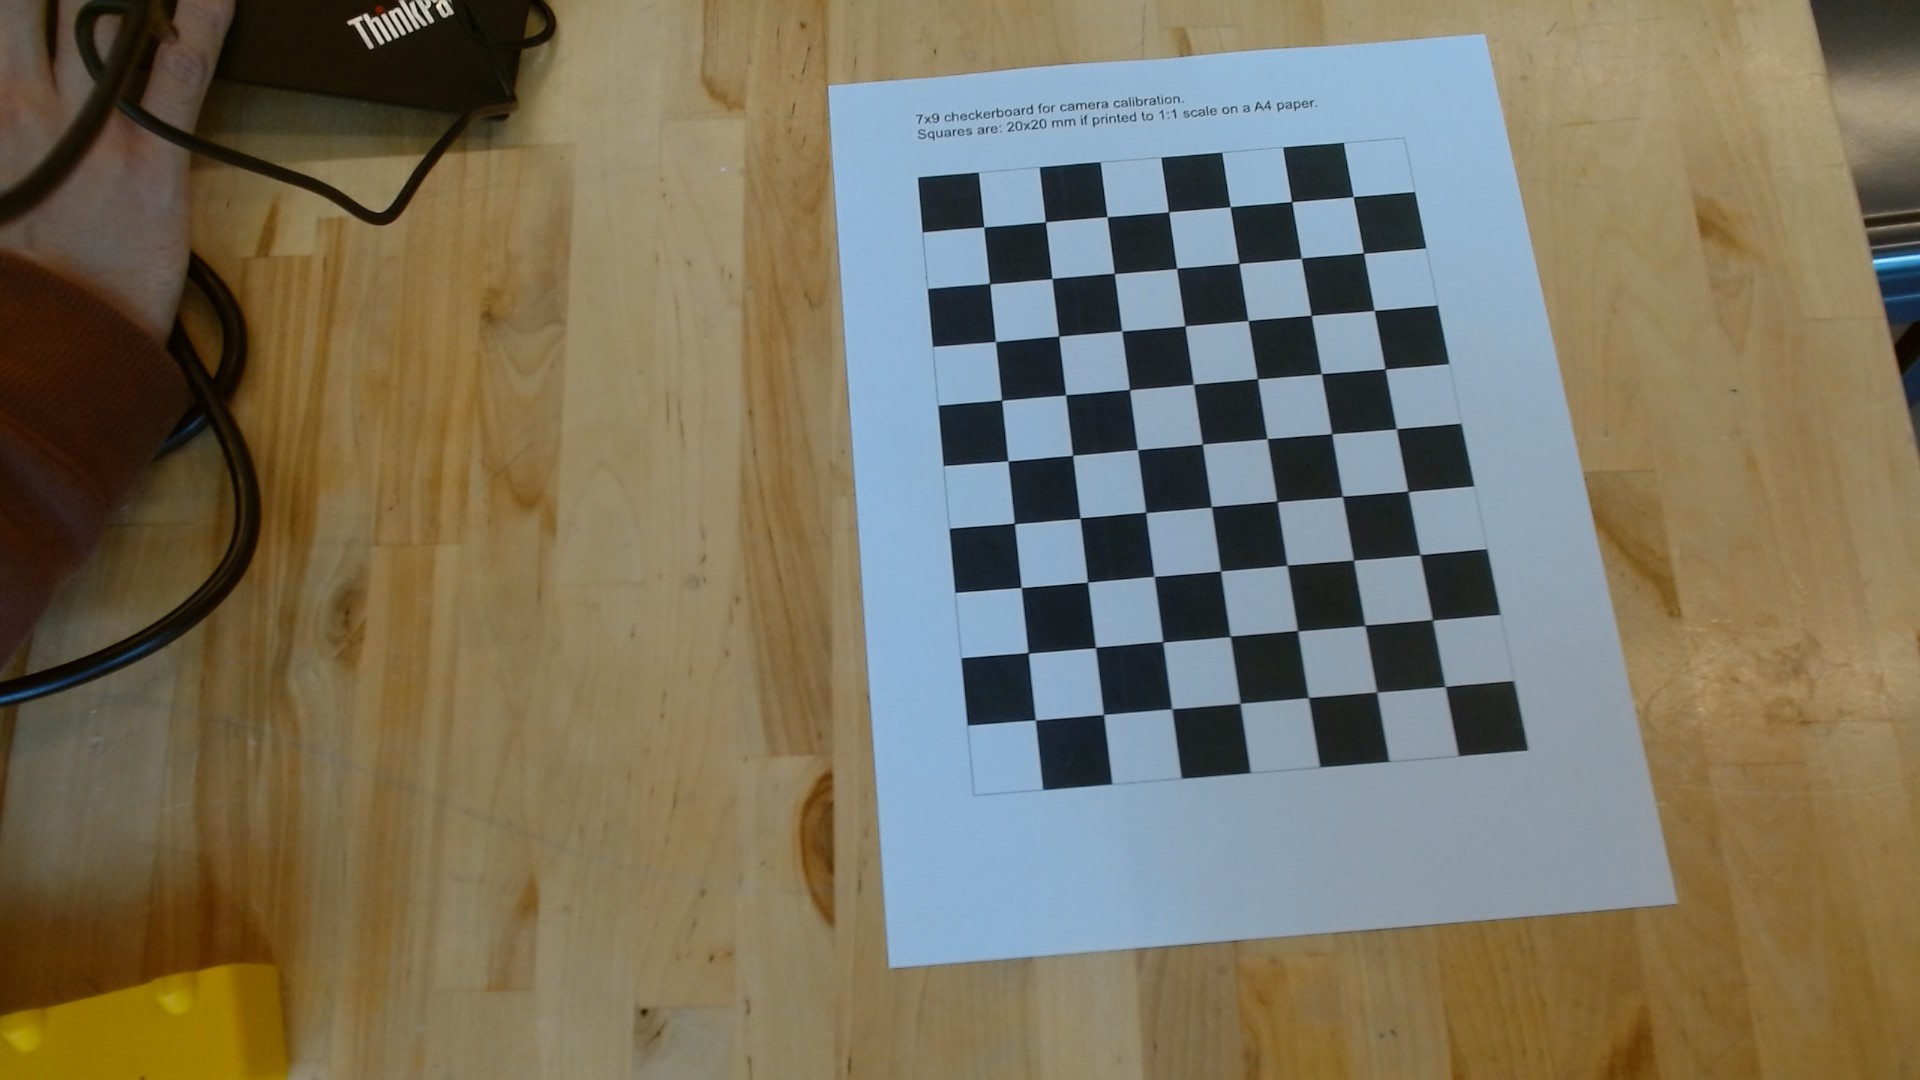 ThinkPa
7x9 checkerboard for camera calibration.
Squares are: 20x20 mm if printed to 1:1 scale on a A4 paper.